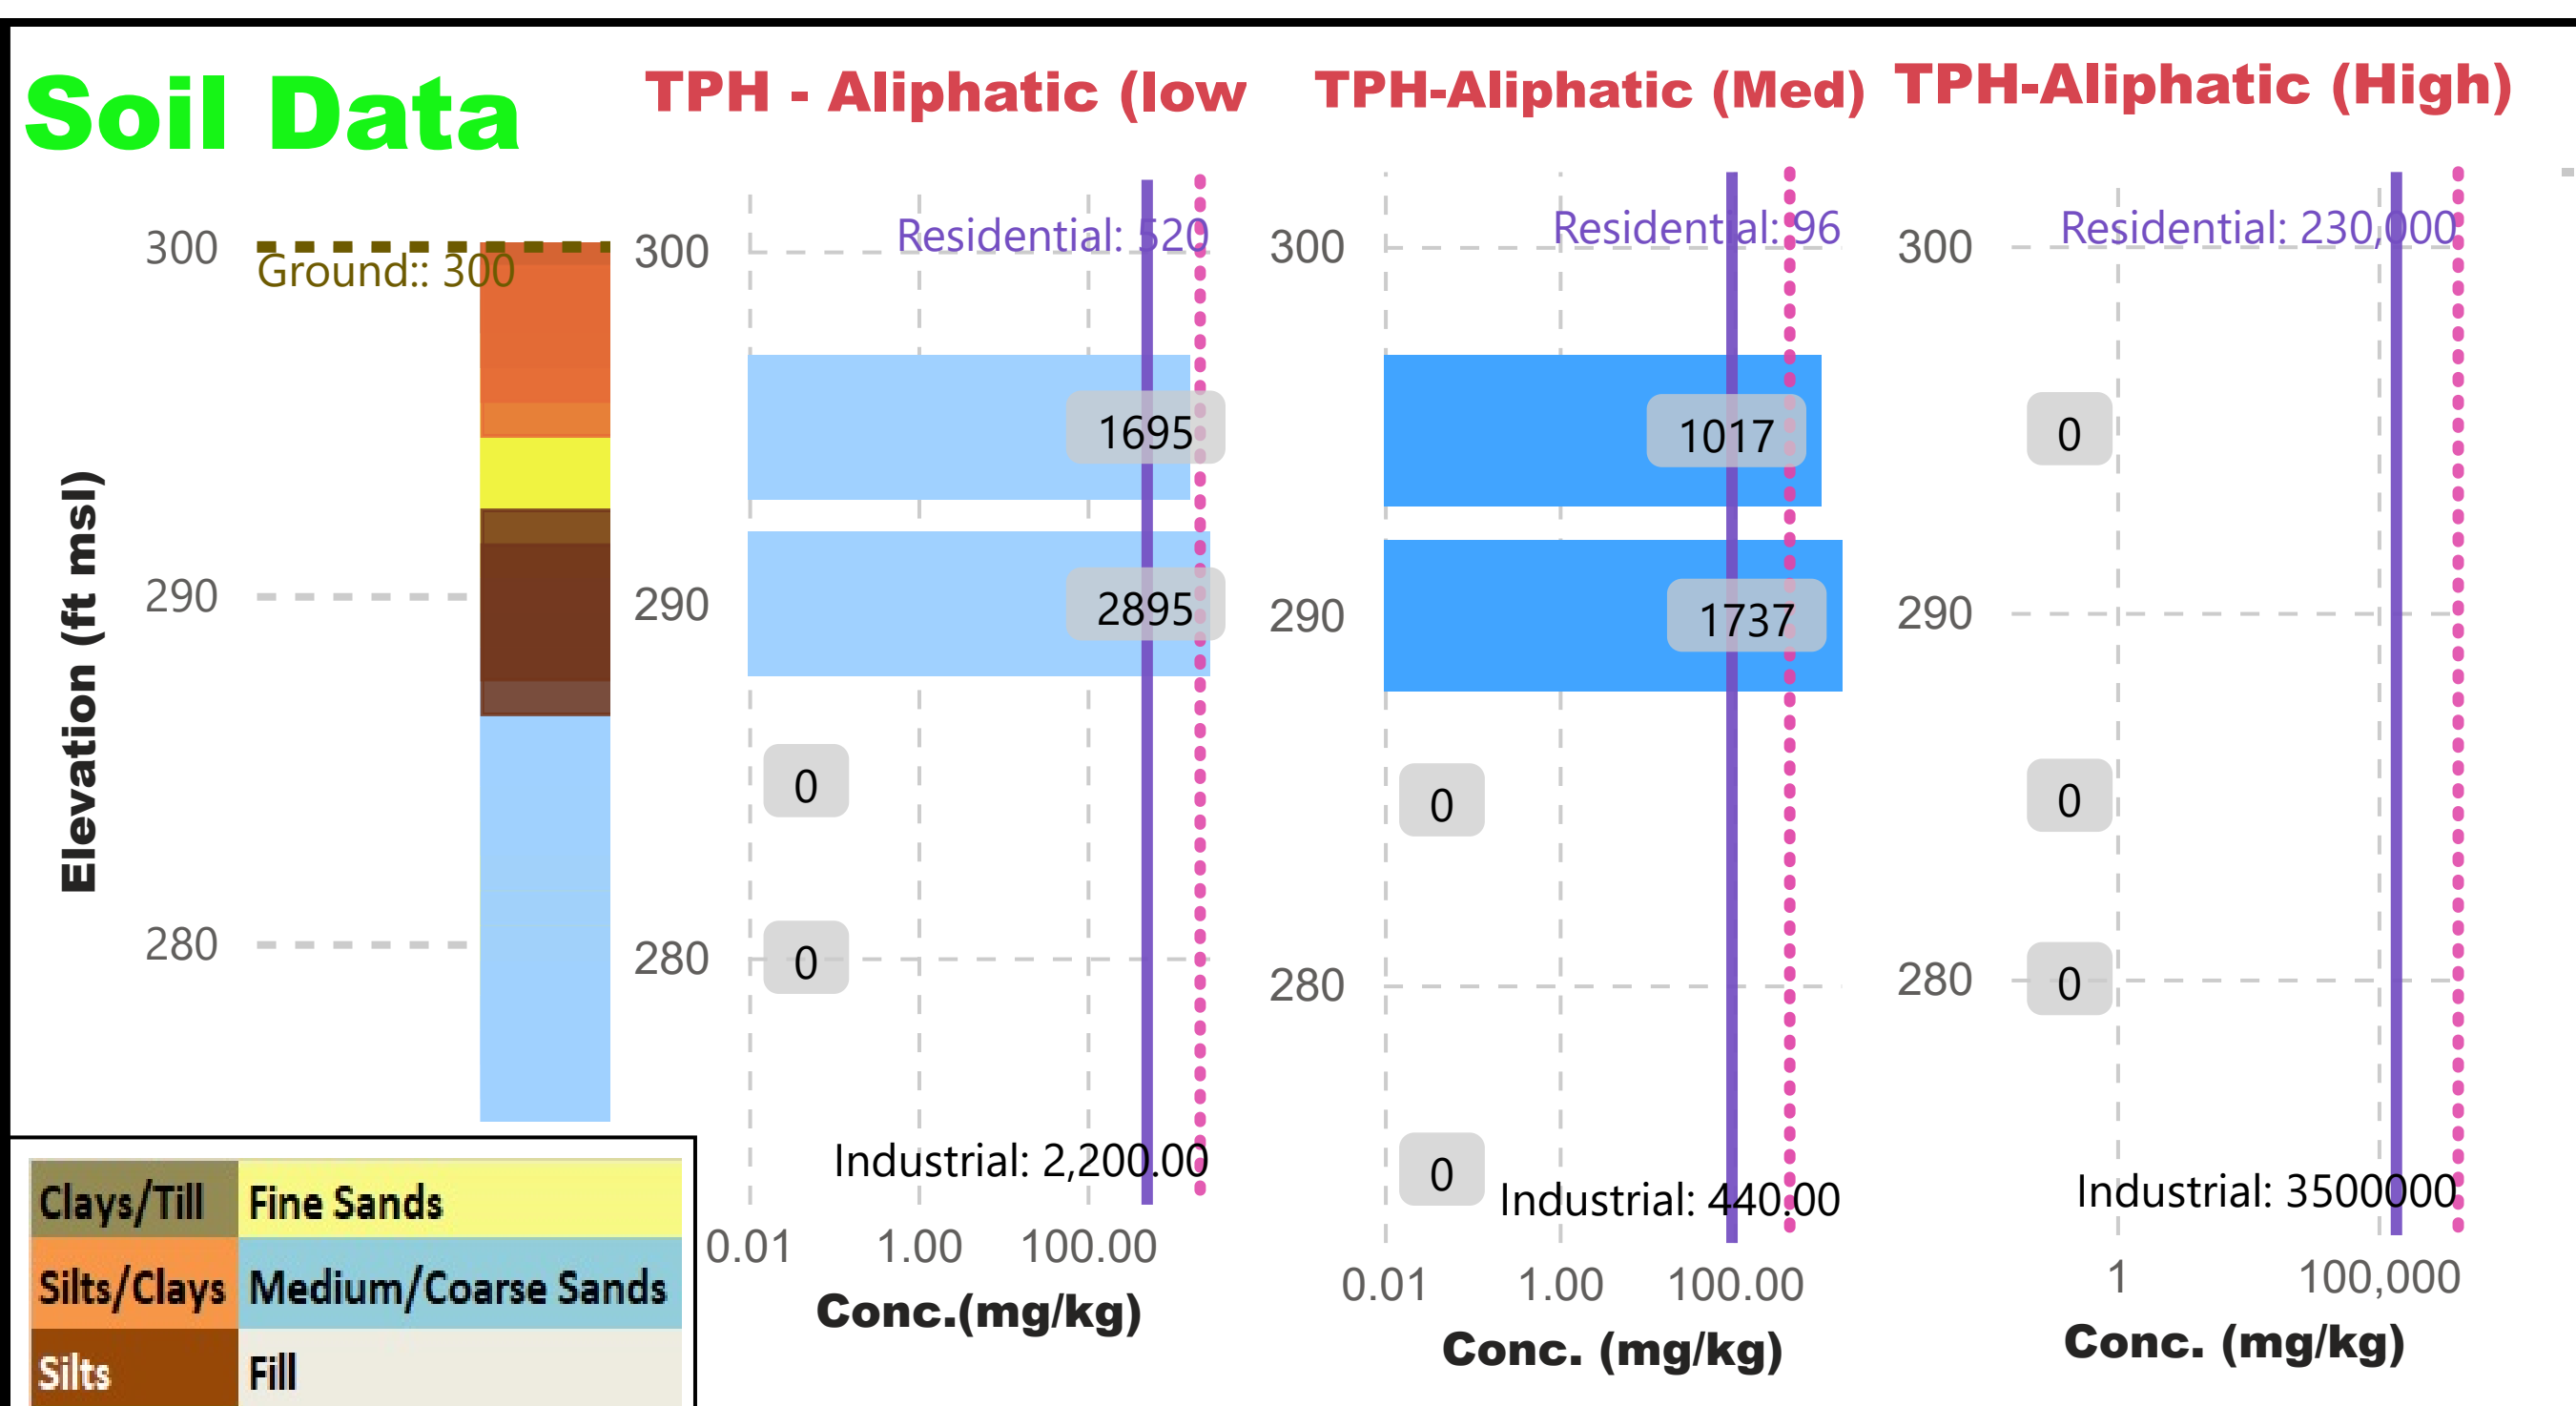 Soil Data
TPH - Aliphatic (low
TPH-Aliphatic (Med)
TPH-Aliphatic (High)
Elevation (ft msl)
300
Ground:: 300
290
280
300
290
280
Residential: 520
1695
2895
0
0
Industrial: 2,200.00
0.01 1.00 100.00
Conc.(mg/kg)
300
290
280
Residential: 96
1017
1737
0
0
Industrial: 440.00
0.01 1.00 100.00
Conc. (mg/kg)
300
290
280
Residential: 230,000
0
0
0
Industrial: 3500000
1 100,000
Conc. (mg/kg)
Clays/Till Fine Sands
Silts/Clays Medium/Coarse Sands
Silts Fill